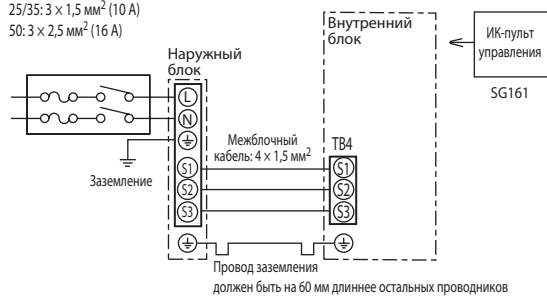 25/35: 3 × 1,5 мм² (10 А)
50: 3 × 2,5 мм² (16 А)
Наружный
блок
Внутренний
блок
ИК-пульт
управления
SG161
L
N
Заземление
Межблочный
кабель: 4 × 1,5 мм²
TB4
S1
S2
S3
S1
S2
S3
Провод заземления
должен быть на 60 мм длиннее остальных проводников